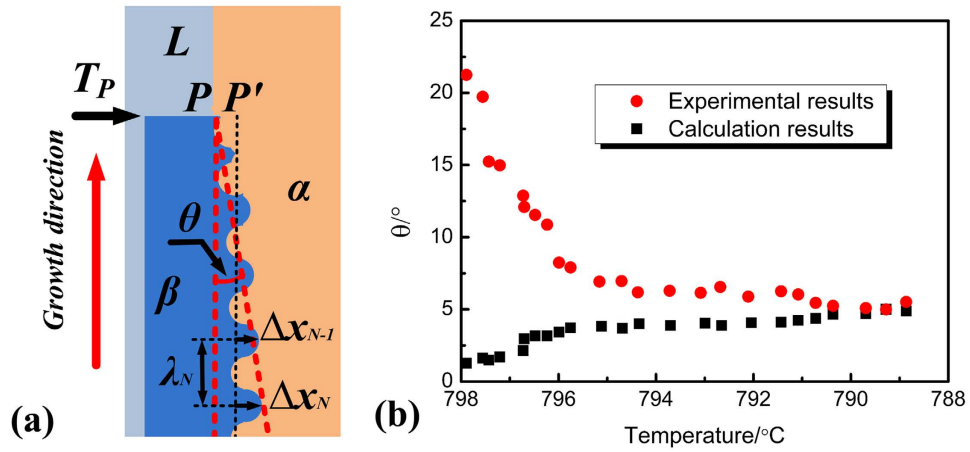 L
T_P
P P'
α
θ
β
Growth direction
Δx_{N-1}
λ_N
Δx_N
(a)
25
20
15
10
5
0
θ/°
Experimental results
Calculation results
798 796 794 792 790 788
Temperature/°C
(b)